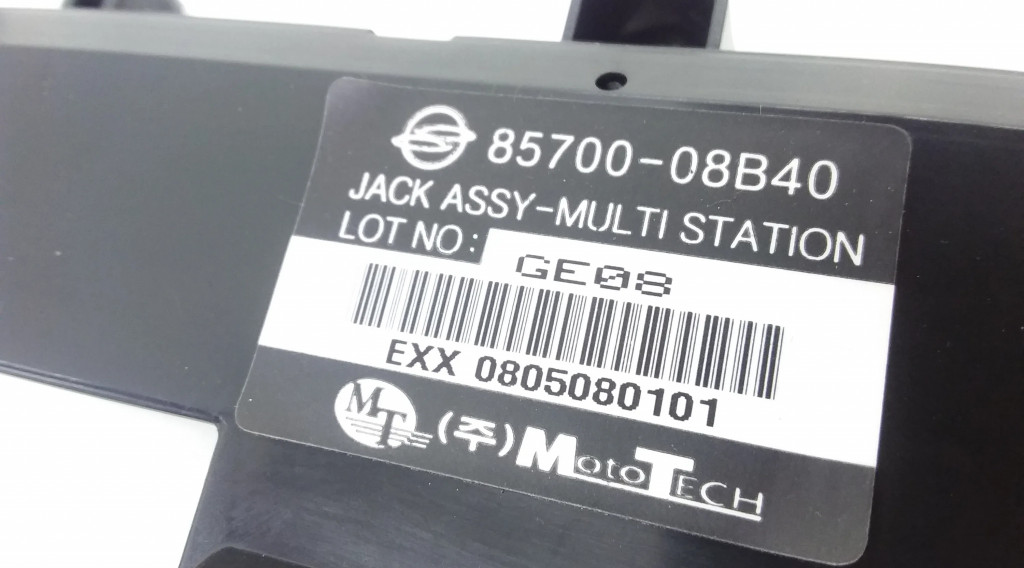 85700-08B40
JACK ASSY-MULTI STATION
LOT NO: GE08
EXX 0805080101
MT (주)MOTOTECH